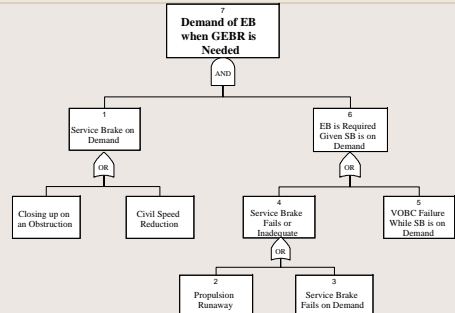 7
Demand of EB
when GEBR is
Needed
AND
1
Service Brake on
Demand
6
EB is Required
Given SB is on
Demand
OR
OR
Closing up on
an Obstruction
Civil Speed
Reduction
4
Service Brake
Fails or
Inadequate
5
VOBC Failure
While SB is on
Demand
OR
2
Propulsion
Runaway
3
Service Brake
Fails on Demand